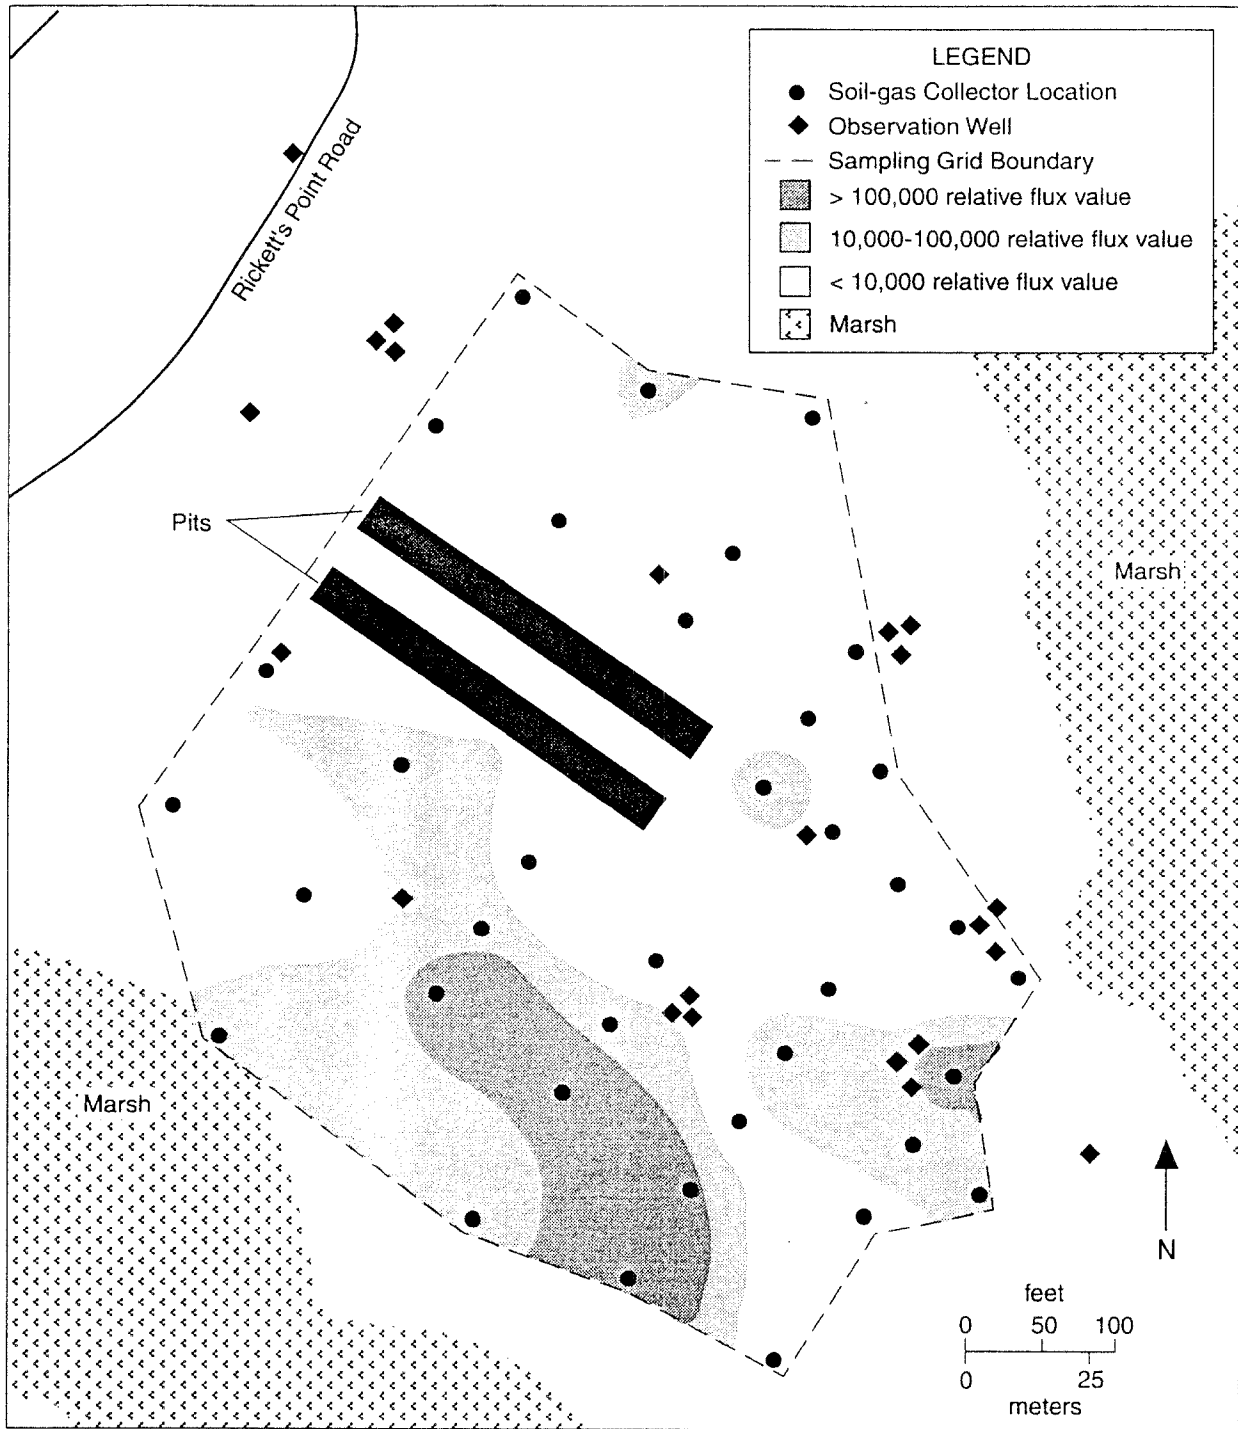 LEGEND
Soil-gas Collector Location
Observation Well
Sampling Grid Boundary
> 100,000 relative flux value
10,000-100,000 relative flux value
< 10,000 relative flux value
Marsh
Rickett's Point Road
Pits
Marsh
Marsh
N
feet
0 50 100
0 25
meters